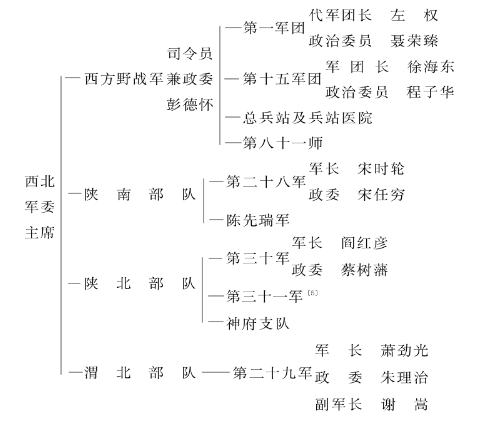 西北
军委
主席
西方野战军
司令员
兼政委
彭德怀
第一军团
代军团长 左 权
政治委员 聂荣臻
第十五军团
军 团 长 徐海东
政治委员 程子华
总兵站及兵站医院
第八十一师
陕 南 部 队
第二十八军
军长 宋时轮
政委 宋任穷
陈先瑞军
陕 北 部 队
第三十军
军长 阎红彦
政委 蔡树藩
第三十一军〔6〕
神府支队
渭 北 部 队
第二十九军
军 长 萧劲光
政 委 朱理治
副军长 谢 嵩